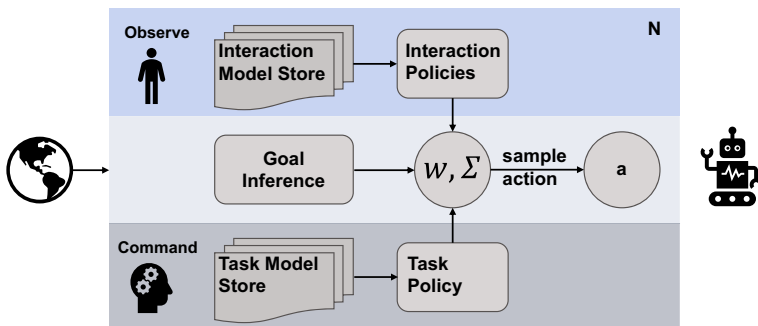 Observe
N
Interaction
Model Store
Interaction
Policies
Goal
Inference
w, Σ
sample
action
a
Command
Task Model
Store
Task
Policy